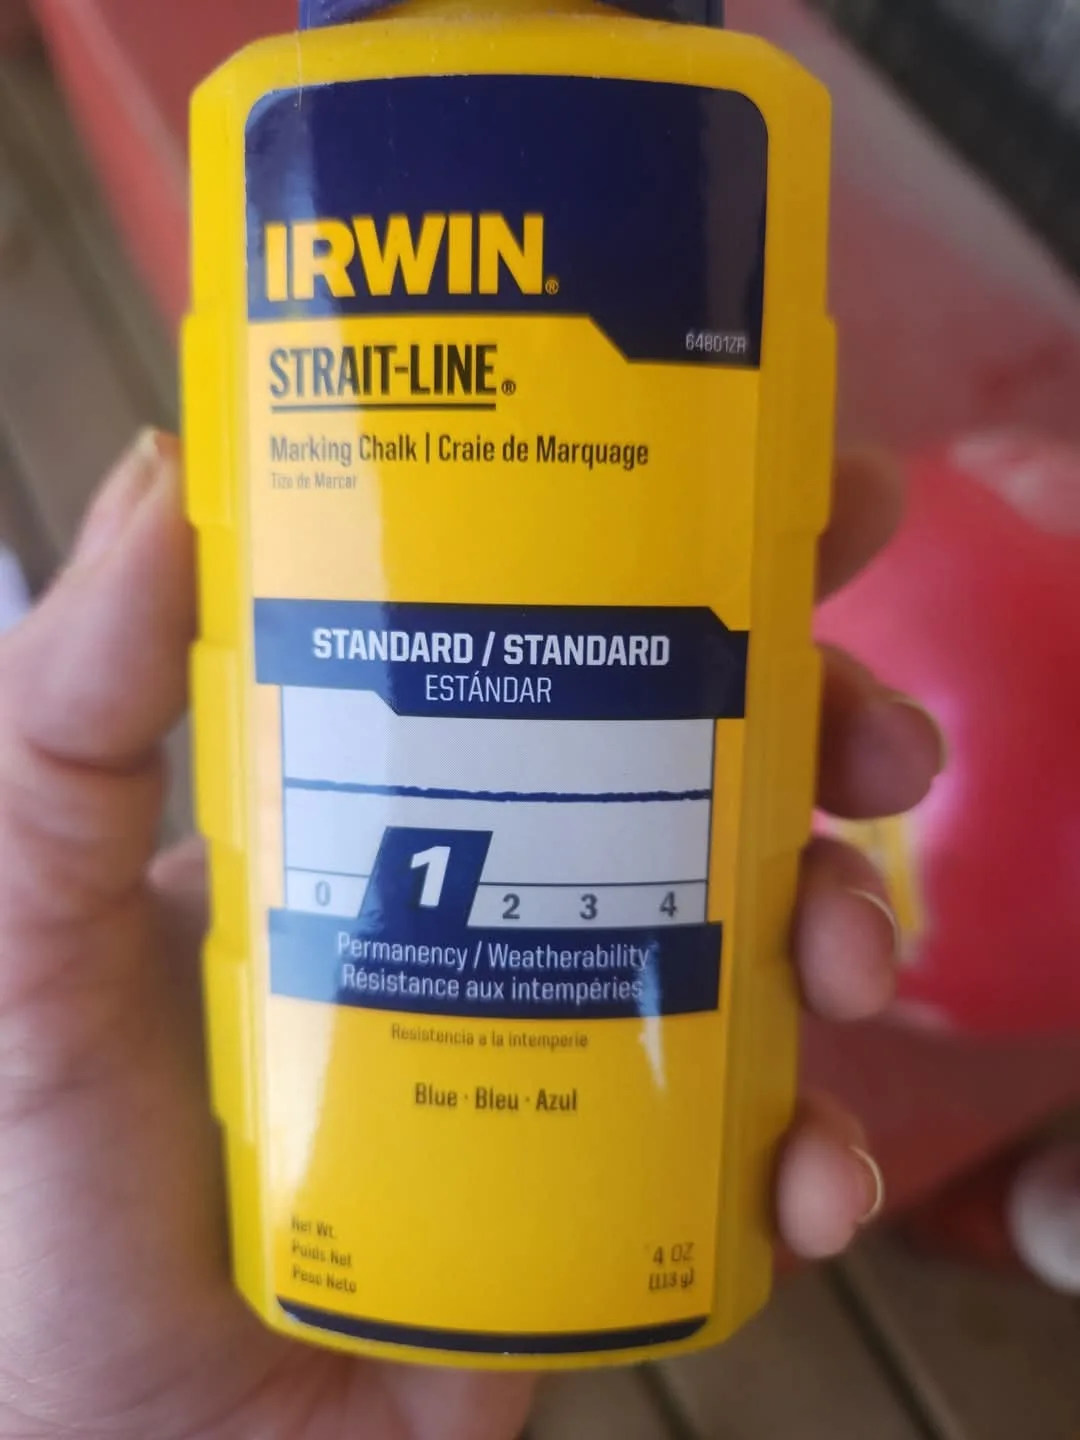 IRWIN®
64801ZR
STRAIT-LINE®
Marking Chalk | Craie de Marquage
Tiza de Marcar
STANDARD / STANDARD
ESTÁNDAR
0 1 2 3 4
Permanency / Weatherability
Résistance aux intempéries
Resistencia a la intemperie
Blue · Bleu · Azul
Net Wt.
Poids Net
Peso Neto
4 OZ
(113 g)